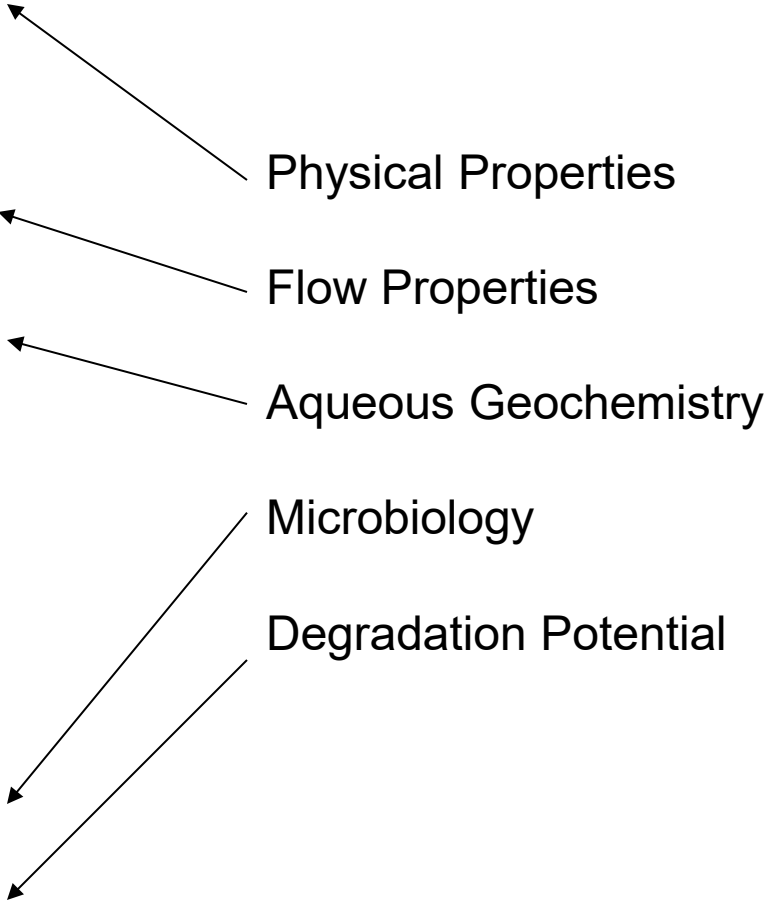 Physical Properties
Flow Properties
Aqueous Geochemistry
Microbiology
Degradation Potential